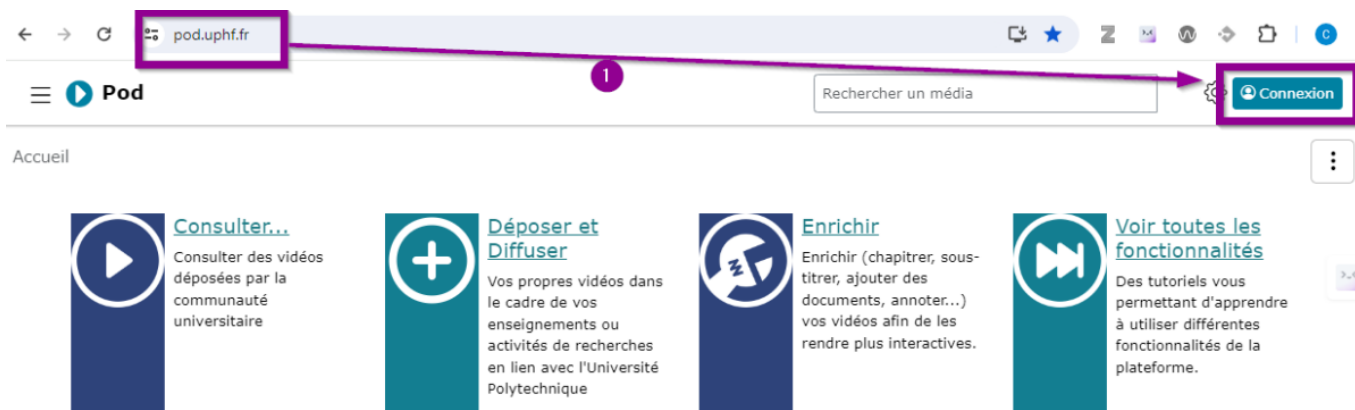 pod.uphf.fr
1
Pod
Rechercher un média
Connexion
Accueil
Consulter...
Consulter des vidéos
déposées par la
communauté
universitaire
Déposer et
Diffuser
Vos propres vidéos dans
le cadre de vos
enseignements ou
activités de recherches
en lien avec l'Université
Polytechnique
Enrichir
Enrichir (chapitrer, sous-
titrer, ajouter des
documents, annoter...)
vos vidéos afin de les
rendre plus interactives.
Voir toutes les
fonctionnalités
Des tutoriels vous
permettant d'apprendre
à utiliser différentes
fonctionnalités de la
plateforme.